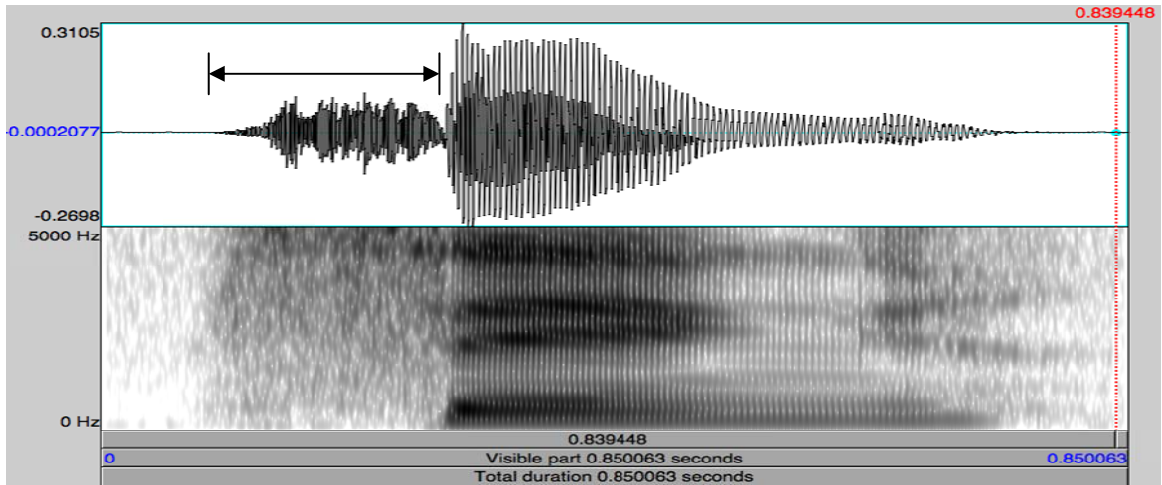 0.839448
0.3105
-0.0002077
-0.2698
5000 Hz
0 Hz
0.839448
0 Visible part 0.850063 seconds 0.850063
Total duration 0.850063 seconds